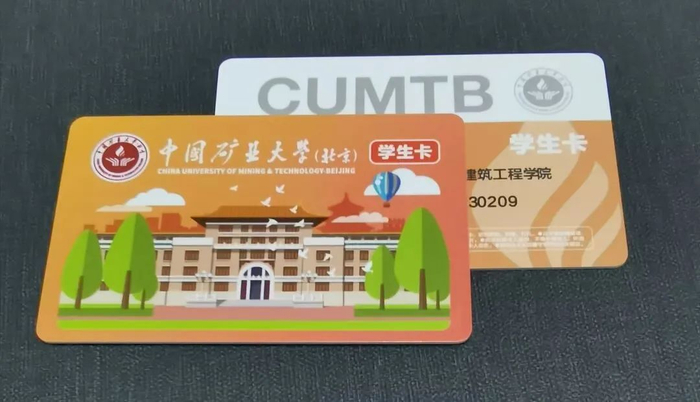 CUMTB
中国矿业大学(北京)
学生卡
CHINA UNIVERSITY OF MINING & TECHNOLOGY-BEIJING
学生卡
建筑工程学院
30209